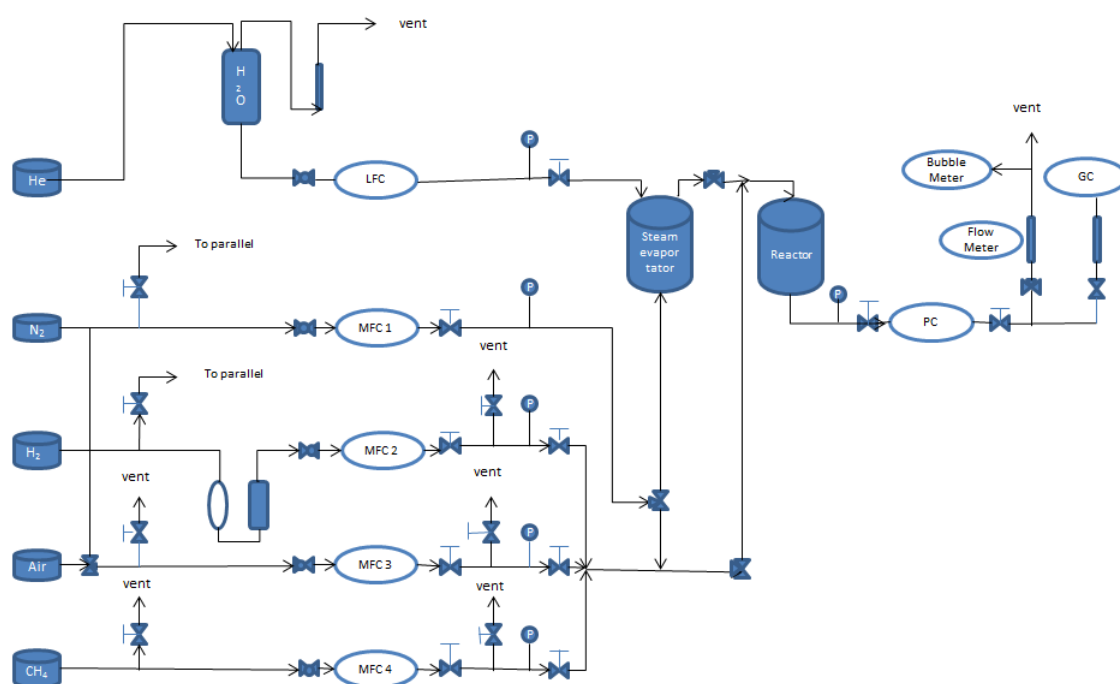 vent
H
2
O
He
P
LFC
Steam
evapor
tator
Reactor
Bubble
Meter
vent
GC
Flow
Meter
To parallel
N2
MFC 1
P
P
PC
vent
To parallel
H2
MFC 2
P
vent
vent
Air
MFC 3
P
vent
CH4
MFC 4
P
vent